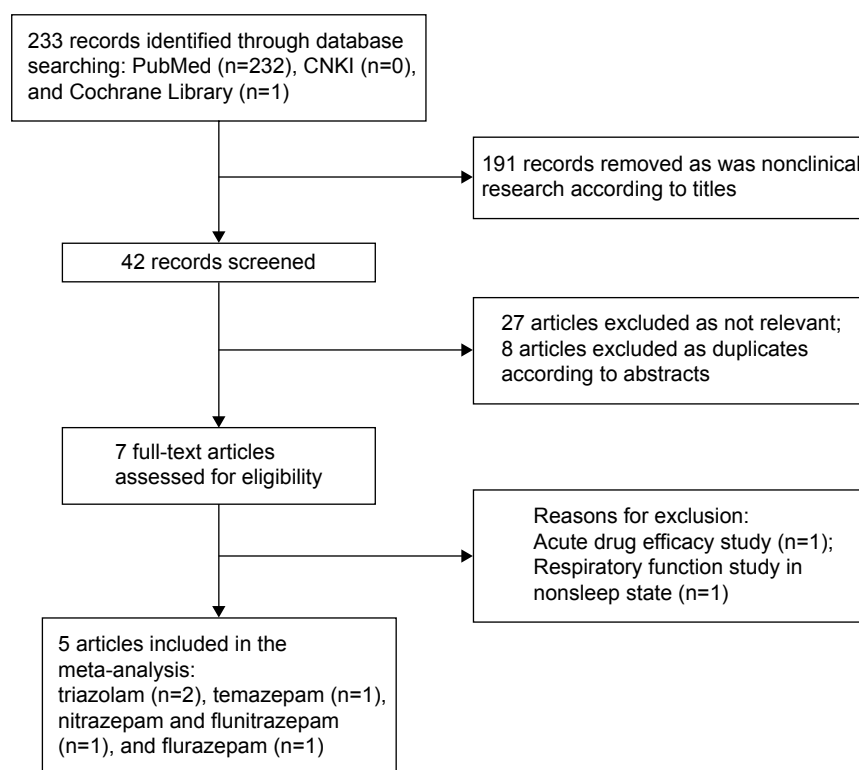 233 records identified through database
searching: PubMed (n=232), CNKI (n=0),
and Cochrane Library (n=1)
191 records removed as was nonclinical
research according to titles
42 records screened
27 articles excluded as not relevant;
8 articles excluded as duplicates
according to abstracts
7 full-text articles
assessed for eligibility
Reasons for exclusion:
Acute drug efficacy study (n=1);
Respiratory function study in
nonsleep state (n=1)
5 articles included in the
meta-analysis:
triazolam (n=2), temazepam (n=1),
nitrazepam and flunitrazepam
(n=1), and flurazepam (n=1)